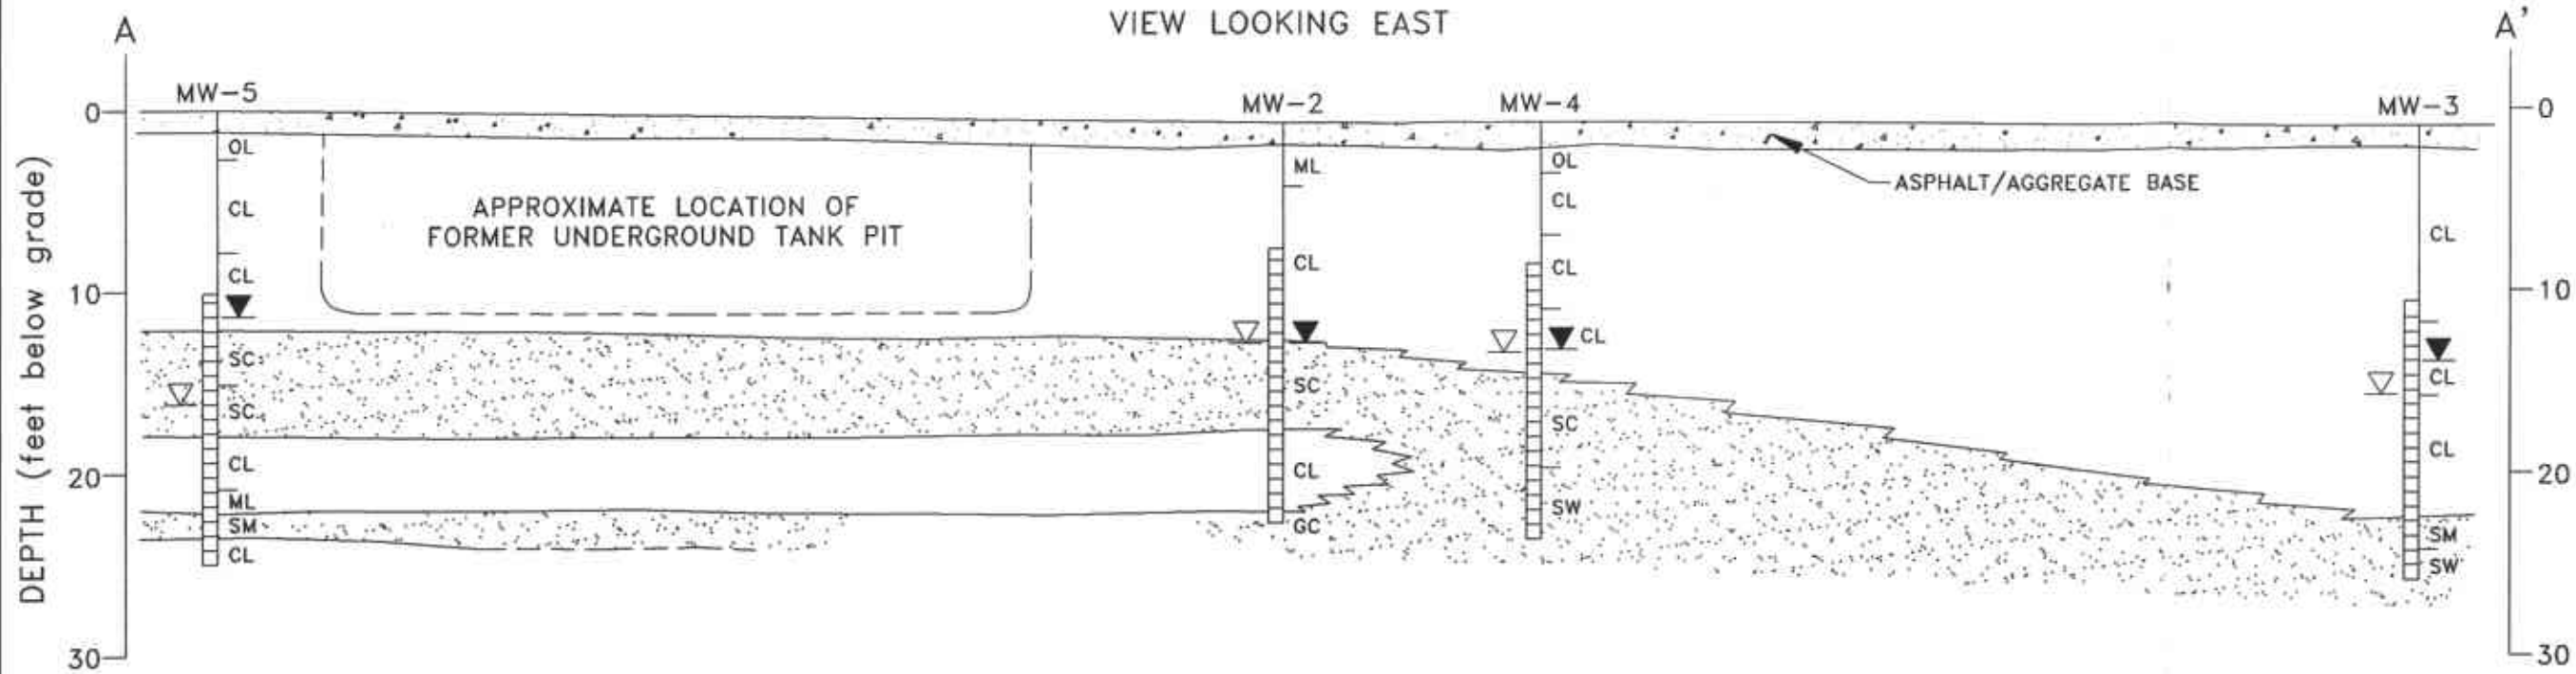 VIEW LOOKING EAST
A
A'
MW-5
MW-2
MW-4
MW-3
DEPTH (feet below grade)
0
10
20
30
0
10
20
30
APPROXIMATE LOCATION OF
FORMER UNDERGROUND TANK PIT
ASPHALT/AGGREGATE BASE
OL
CL
CL
SC
SC
CL
ML
SM
CL
ML
CL
SC
CL
GC
OL
CL
CL
CL
SC
SW
CL
CL
CL
SM
SW